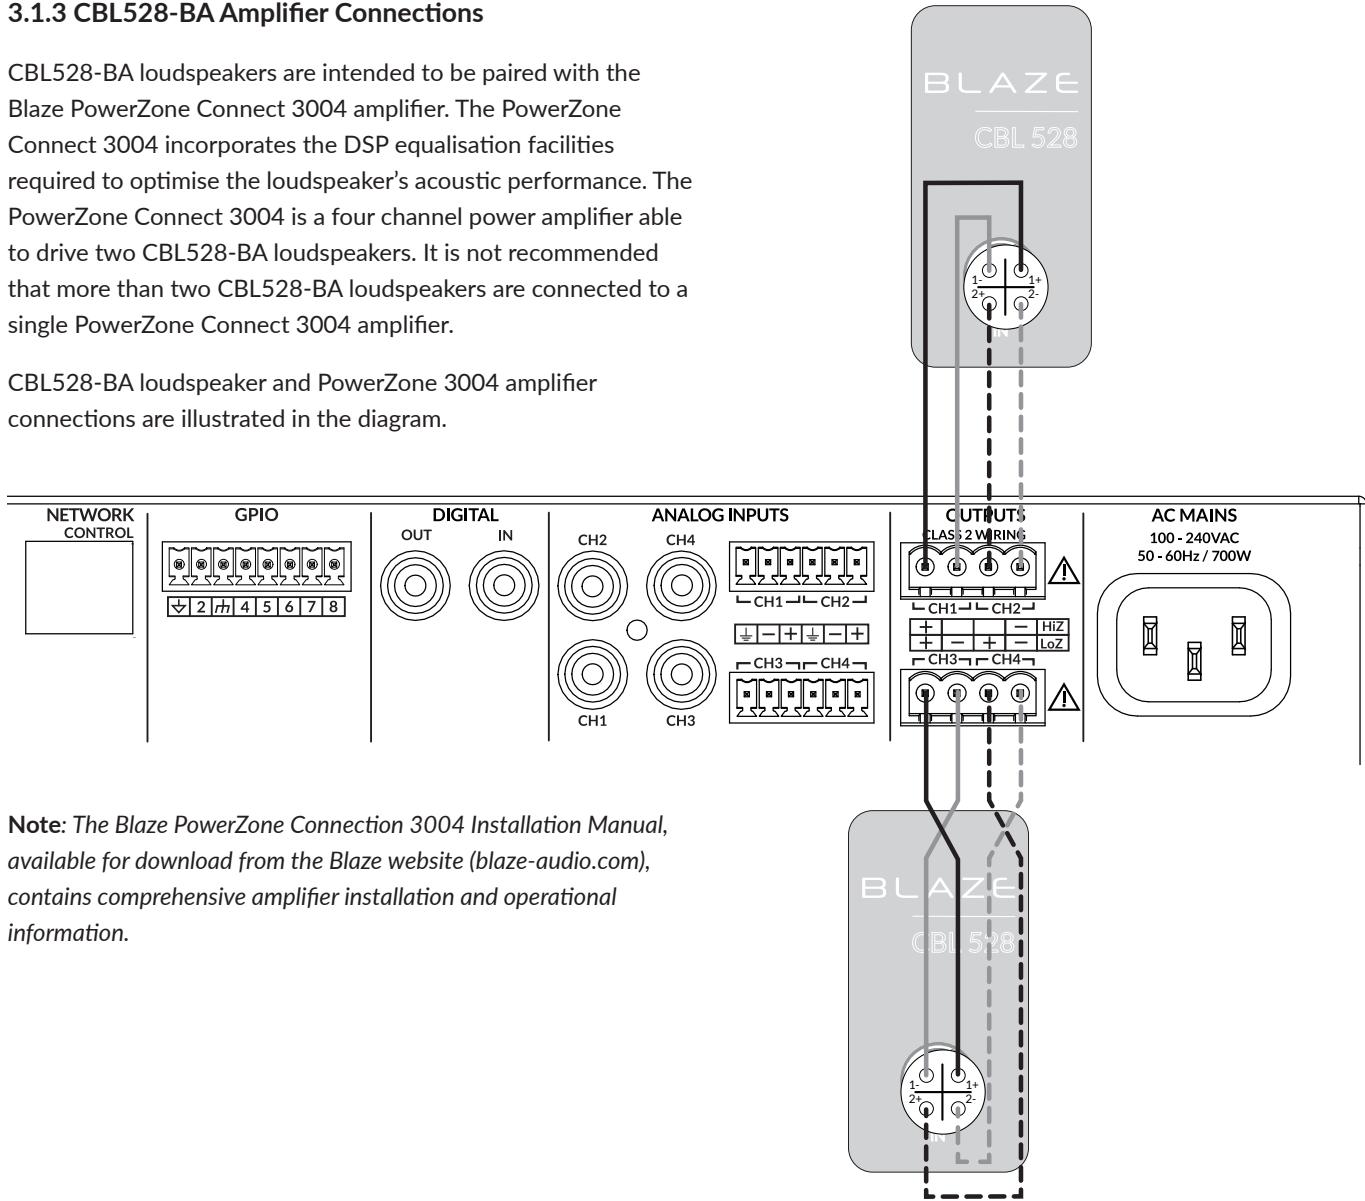 3.1.3 CBL528-BA Amplifier Connections
CBL528-BA loudspeakers are intended to be paired with the
Blaze PowerZone Connect 3004 amplifier. The PowerZone
Connect 3004 incorporates the DSP equalisation facilities
required to optimise the loudspeaker's acoustic performance. The
PowerZone Connect 3004 is a four channel power amplifier able
to drive two CBL528-BA loudspeakers. It is not recommended
that more than two CBL528-BA loudspeakers are connected to a
single PowerZone Connect 3004 amplifier.
CBL528-BA loudspeaker and PowerZone 3004 amplifier
connections are illustrated in the diagram.
BLAZE
CBL 528
1- 1+
2+ 2-
IN
NETWORK
CONTROL
GPIO
2 4 5 6 7 8
DIGITAL
OUT IN
ANALOG INPUTS
CH2 CH4
CH1 CH2
- + - +
CH3 CH4
CH1 CH3
OUTPUTS
CLASS 2 WIRING
CH1 CH2
+ - HiZ
+ - + - LoZ
CH3 CH4
AC MAINS
100 - 240VAC
50 - 60Hz / 700W
Note: The Blaze PowerZone Connection 3004 Installation Manual,
available for download from the Blaze website (blaze-audio.com),
contains comprehensive amplifier installation and operational
information.
BLAZE
CBL 528
1- 1+
2+ 2-
IN